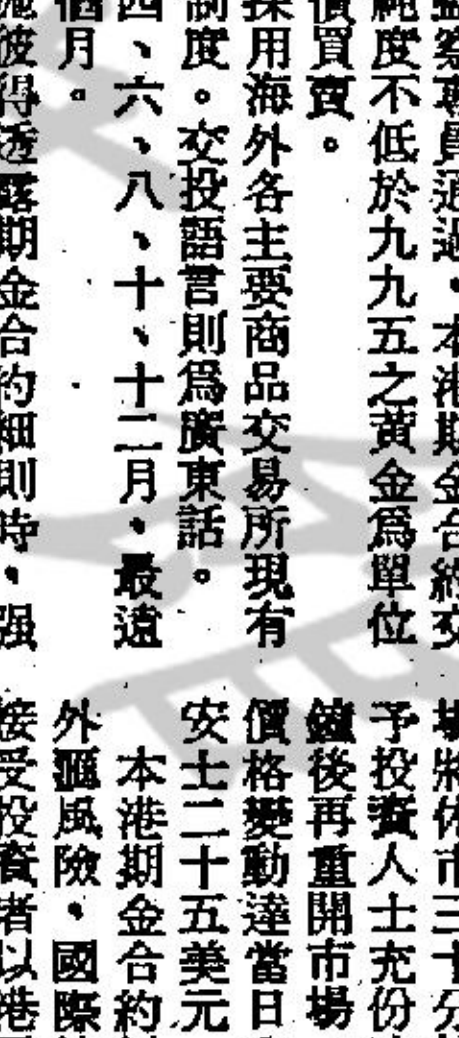 監察專員通過，本港期金合約交
純度不低於九九五之黃金爲單位
價買賣。
採用海外各主要商品交易所現有
制度。交投語言則爲廣東話。
四、六、八、十、十二月，最遠
個月。
施彼得透露期金合約細則時，强
場將休市三十分
予投資人士充份
鐘後再重開市場
價格變動達當日
安士二十五美元
本港期金合約
外滙風險，國際
接受投資者以港